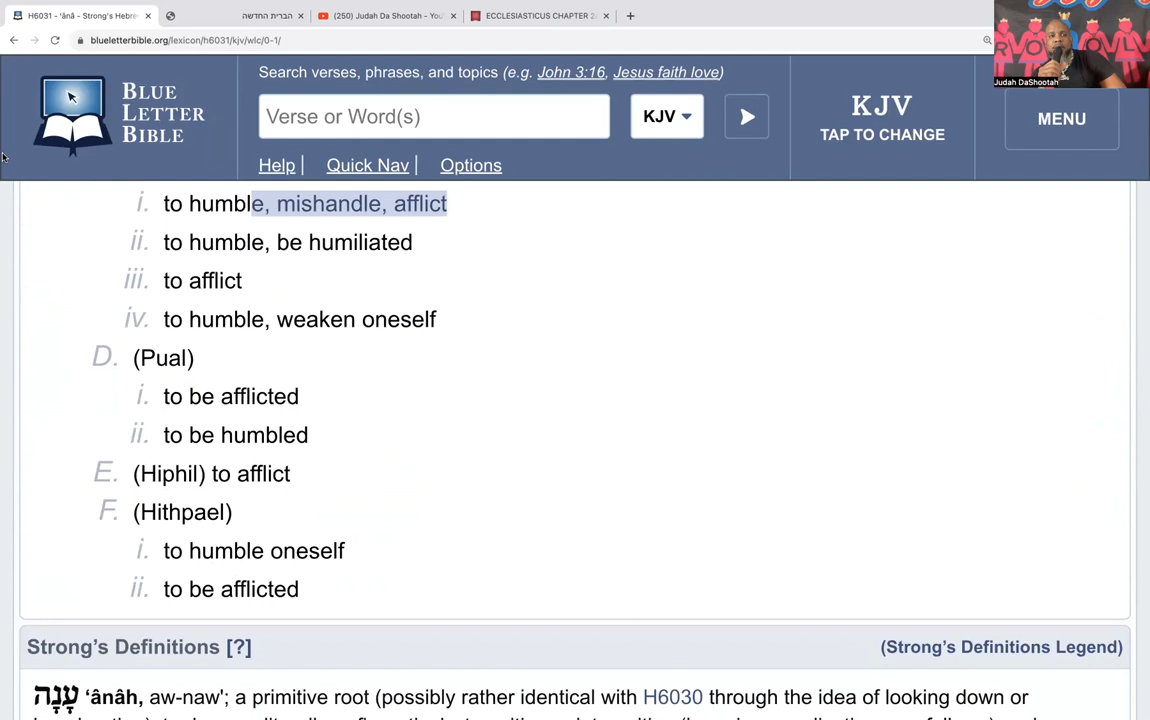 H6031 - 'ānâ - Strong's Hebre
הברית החדשה
(250) Judah Da Shootah - You
ECCLESIASTICUS CHAPTER 2
blueletterbible.org/lexicon/h6031/kjv/wlc/0-1/
Judah DaShootah
BLUE
LETTER
BIBLE
Search verses, phrases, and topics (e.g. John 3:16, Jesus faith love)
Verse or Word(s)
KJV
KJV
TAP TO CHANGE
MENU
Help | Quick Nav | Options
i. to humble, mishandle, afflict
ii. to humble, be humiliated
iii. to afflict
iv. to humble, weaken oneself
D. (Pual)
i. to be afflicted
ii. to be humbled
E. (Hiphil) to afflict
F. (Hithpael)
i. to humble oneself
ii. to be afflicted
Strong's Definitions [?]
(Strong's Definitions Legend)
עָנָה ʻânâh, aw-naw'; a primitive root (possibly rather identical with H6030 through the idea of looking down or